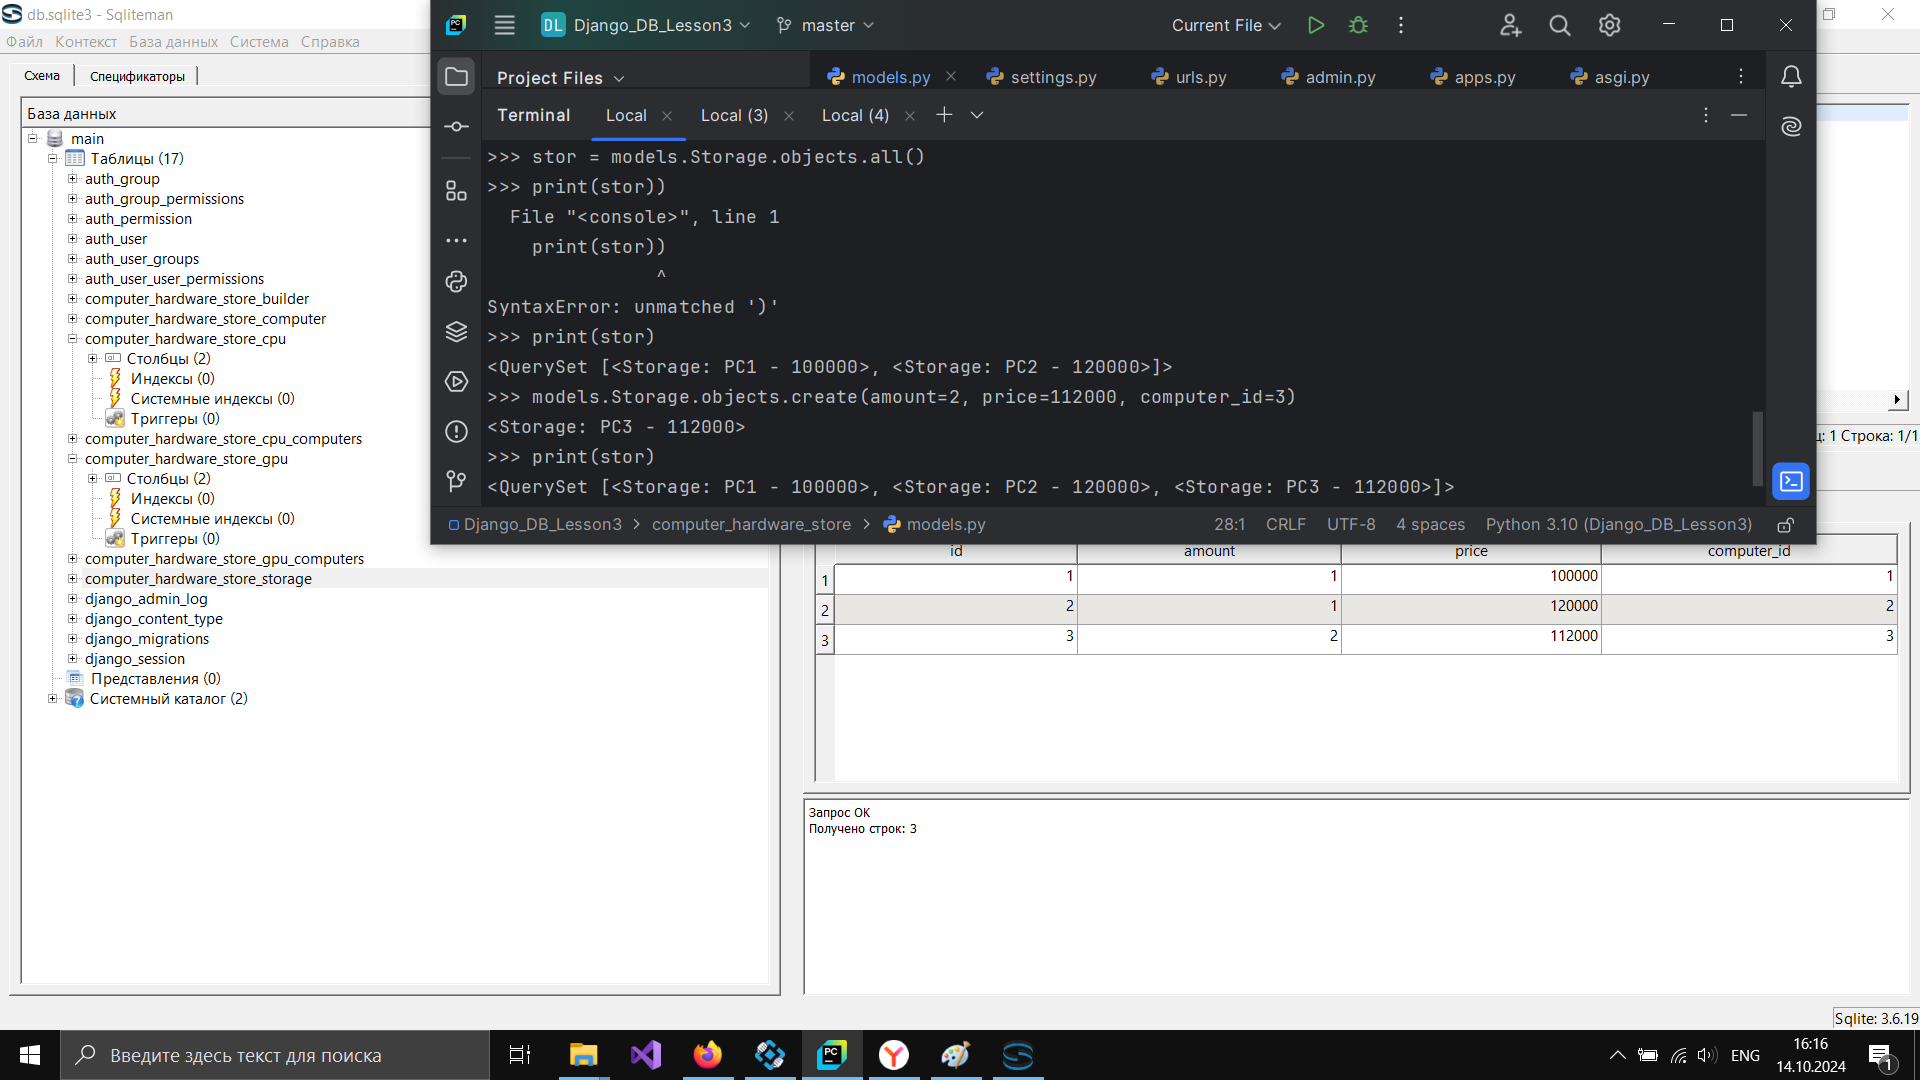 db.sqlite3 - Sqliteman
Файл Контекст База данных Система Справка
Схема Спецификаторы
База данных
main
Таблицы (17)
auth_group
auth_group_permissions
auth_permission
auth_user
auth_user_groups
auth_user_user_permissions
computer_hardware_store_builder
computer_hardware_store_computer
computer_hardware_store_cpu
Столбцы (2)
Индексы (0)
Системные индексы (0)
Триггеры (0)
computer_hardware_store_cpu_computers
computer_hardware_store_gpu
Столбцы (2)
Индексы (0)
Системные индексы (0)
Триггеры (0)
computer_hardware_store_gpu_computers
computer_hardware_store_storage
django_admin_log
django_content_type
django_migrations
django_session
Представления (0)
Системный каталог (2)
PC DL Django_DB_Lesson3 master Current File
Project Files models.py settings.py urls.py admin.py apps.py asgi.py
Terminal Local Local (3) Local (4)
>>> stor = models.Storage.objects.all()
>>> print(stor))
File "<console>", line 1
print(stor))
^
SyntaxError: unmatched ')'
>>> print(stor)
<QuerySet [<Storage: PC1 - 100000>, <Storage: PC2 - 120000>]>
>>> models.Storage.objects.create(amount=2, price=112000, computer_id=3)
<Storage: PC3 - 112000>
>>> print(stor)
<QuerySet [<Storage: PC1 - 100000>, <Storage: PC2 - 120000>, <Storage: PC3 - 112000>]>
Django_DB_Lesson3 computer_hardware_store models.py 28:1 CRLF UTF-8 4 spaces Python 3.10 (Django_DB_Lesson3)
: 1 Строка: 1/1
id amount price computer_id
1 1 1 100000 1
2 2 1 120000 2
3 3 2 112000 3
Запрос OK
Получено строк: 3
Sqlite: 3.6.19
Введите здесь текст для поиска
PC
Y
ENG
16:16
14.10.2024
1